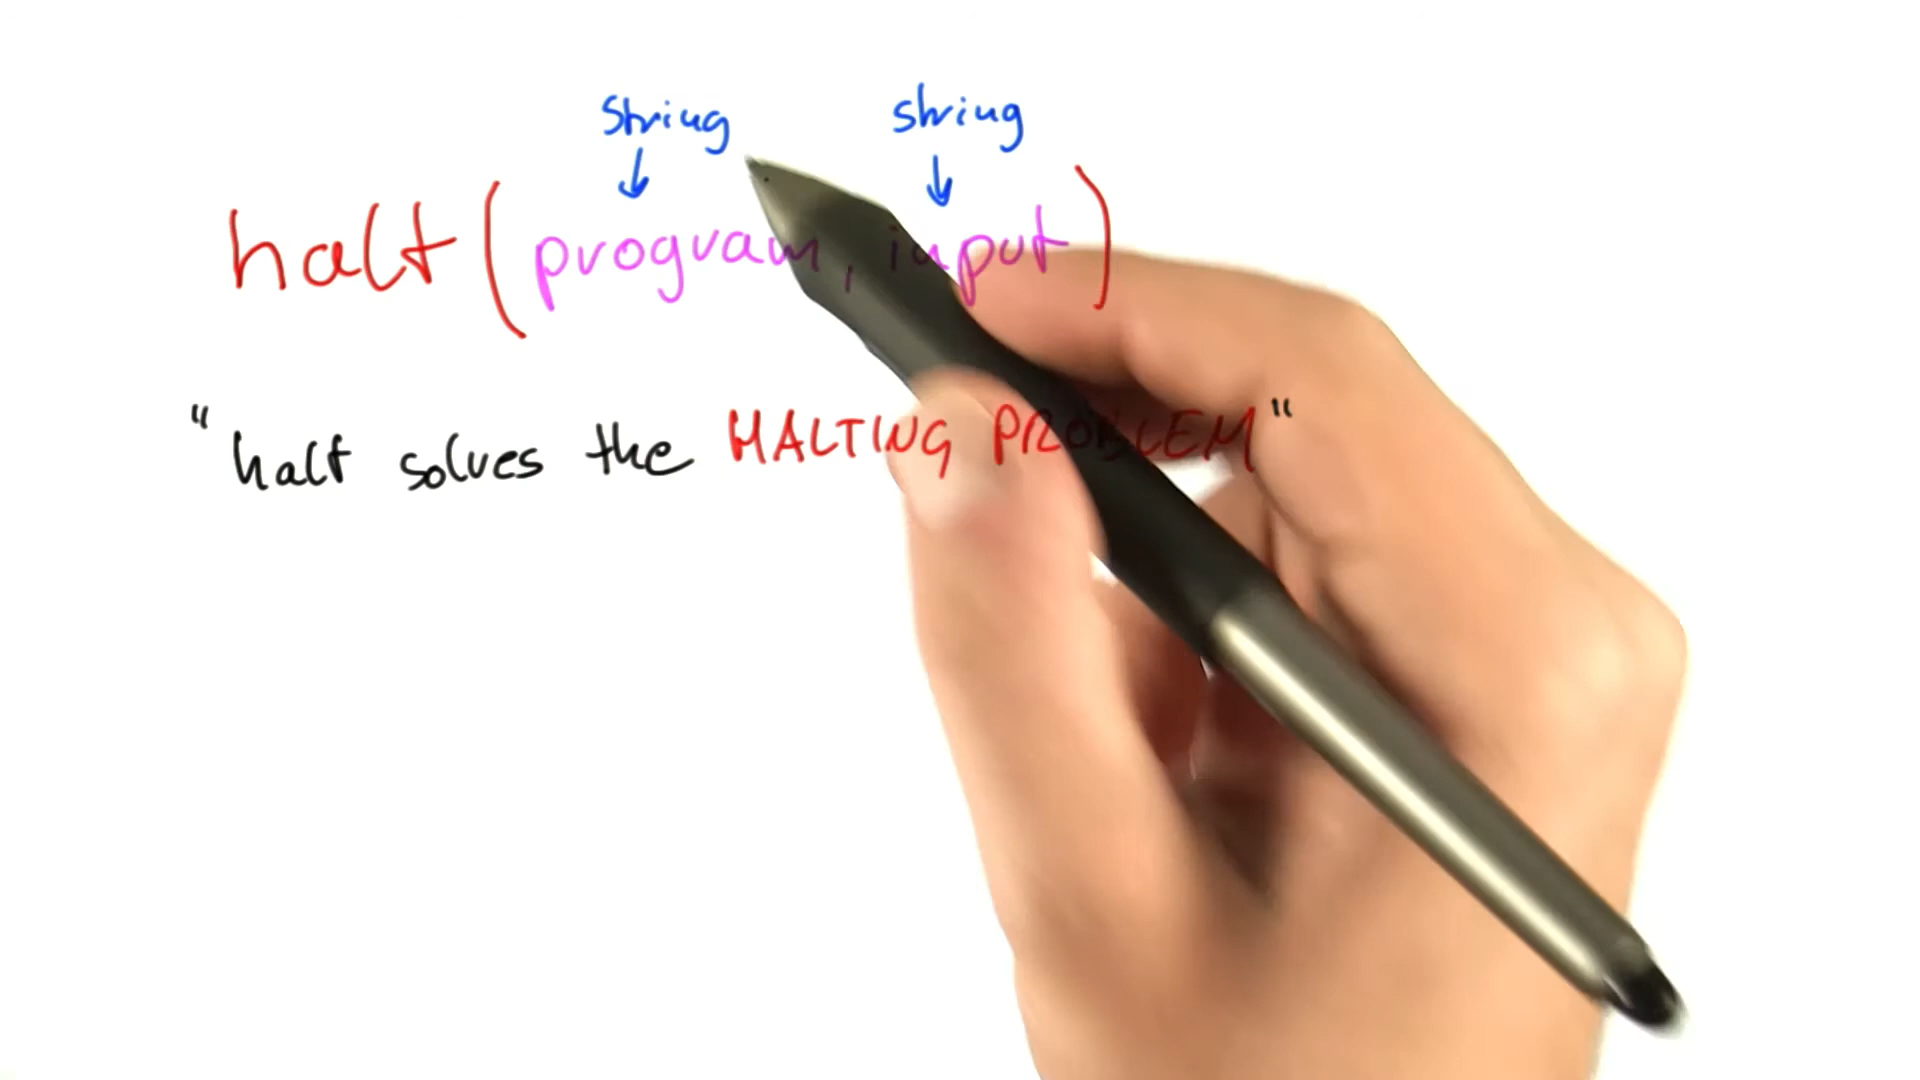 string string
halt(program, input)
"halt solves the HALTING PROBLEM"